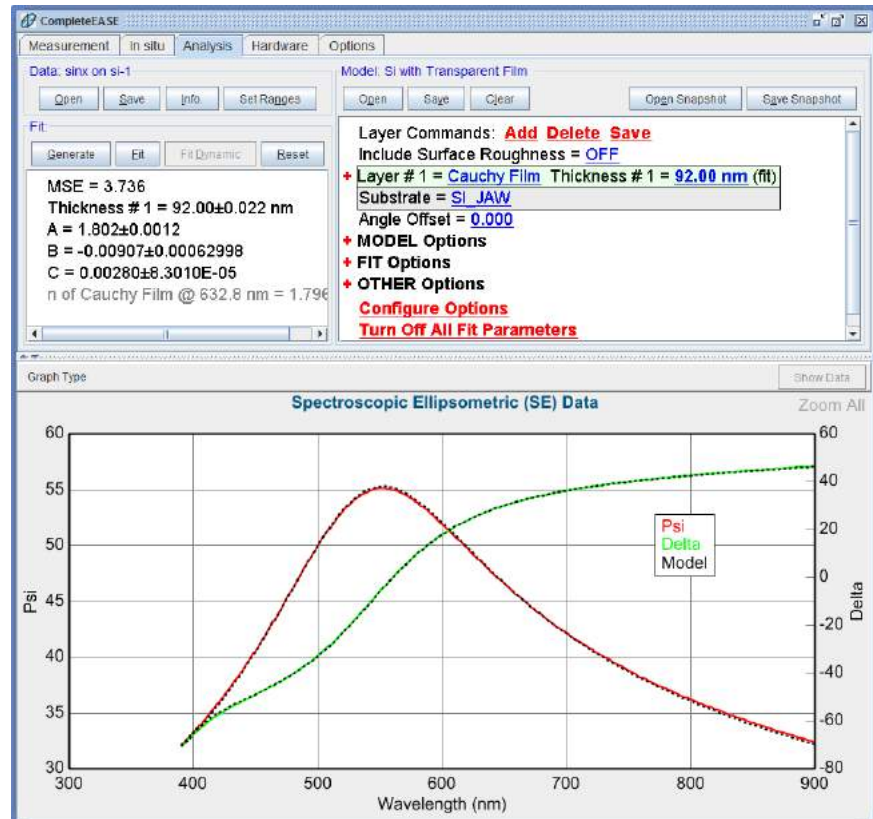 CompleteEASE
Measurement In situ Analysis Hardware Options
Data: sinx on si-1
Open Save Info. Set Ranges
Fit:
Generate Fit Fit Dynamic Reset
MSE = 3.736
Thickness # 1 = 92.00±0.022 nm
A = 1.802±0.0012
B = -0.00907±0.00062998
C = 0.00280±8.3010E-05
n of Cauchy Film @ 632.8 nm = 1.796
Model: Si with Transparent Film
Open Save Clear Open Snapshot Save Snapshot
Layer Commands: Add Delete Save
Include Surface Roughness = OFF
+ Layer # 1 = Cauchy Film Thickness # 1 = 92.00 nm (fit)
Substrate = SI_JAW
Angle Offset = 0.000
+ MODEL Options
+ FIT Options
+ OTHER Options
Configure Options
Turn Off All Fit Parameters
Graph Type Show Data
Spectroscopic Ellipsometric (SE) Data
Zoom All
60
55
50
45
40
35
30
Psi
60
40
20
0
-20
-40
-60
-80
Delta
Psi
Delta
Model
300 400 500 600 700 800 900
Wavelength (nm)